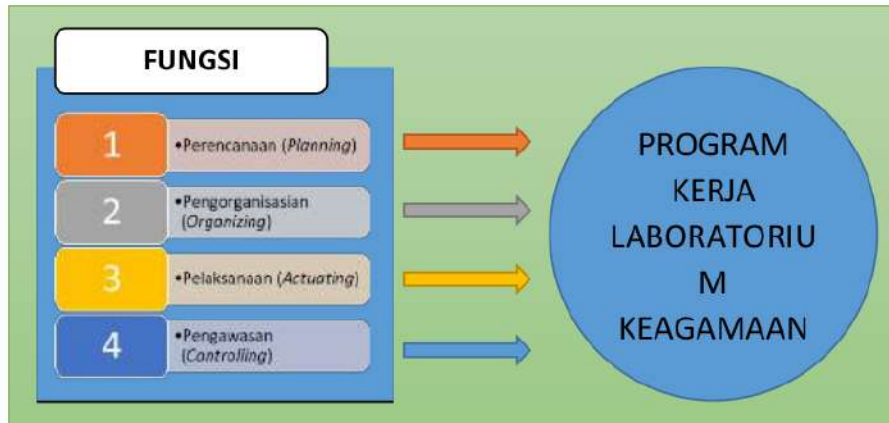 FUNGSI
1
•Perencanaan (Planning)
2
•Pengorganisasian
(Organizing)
3
•Pelaksanaan (Actuating)
4
•Pengawasan
(Controlling)
PROGRAM
KERJA
LABORATORIU
M
KEAGAMAAN